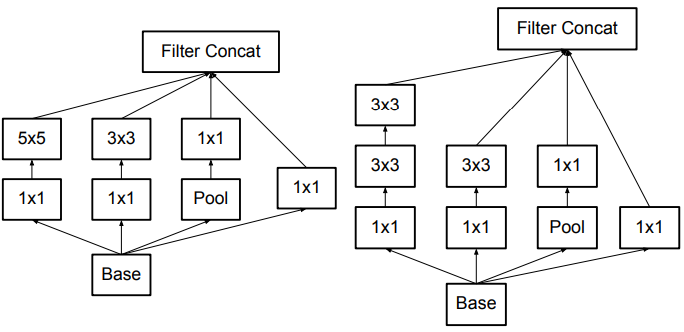 Filter Concat
5x5
3x3
1x1
1x1
1x1
Pool
1x1
Base
Filter Concat
3x3
3x3
3x3
1x1
1x1
1x1
Pool
1x1
Base